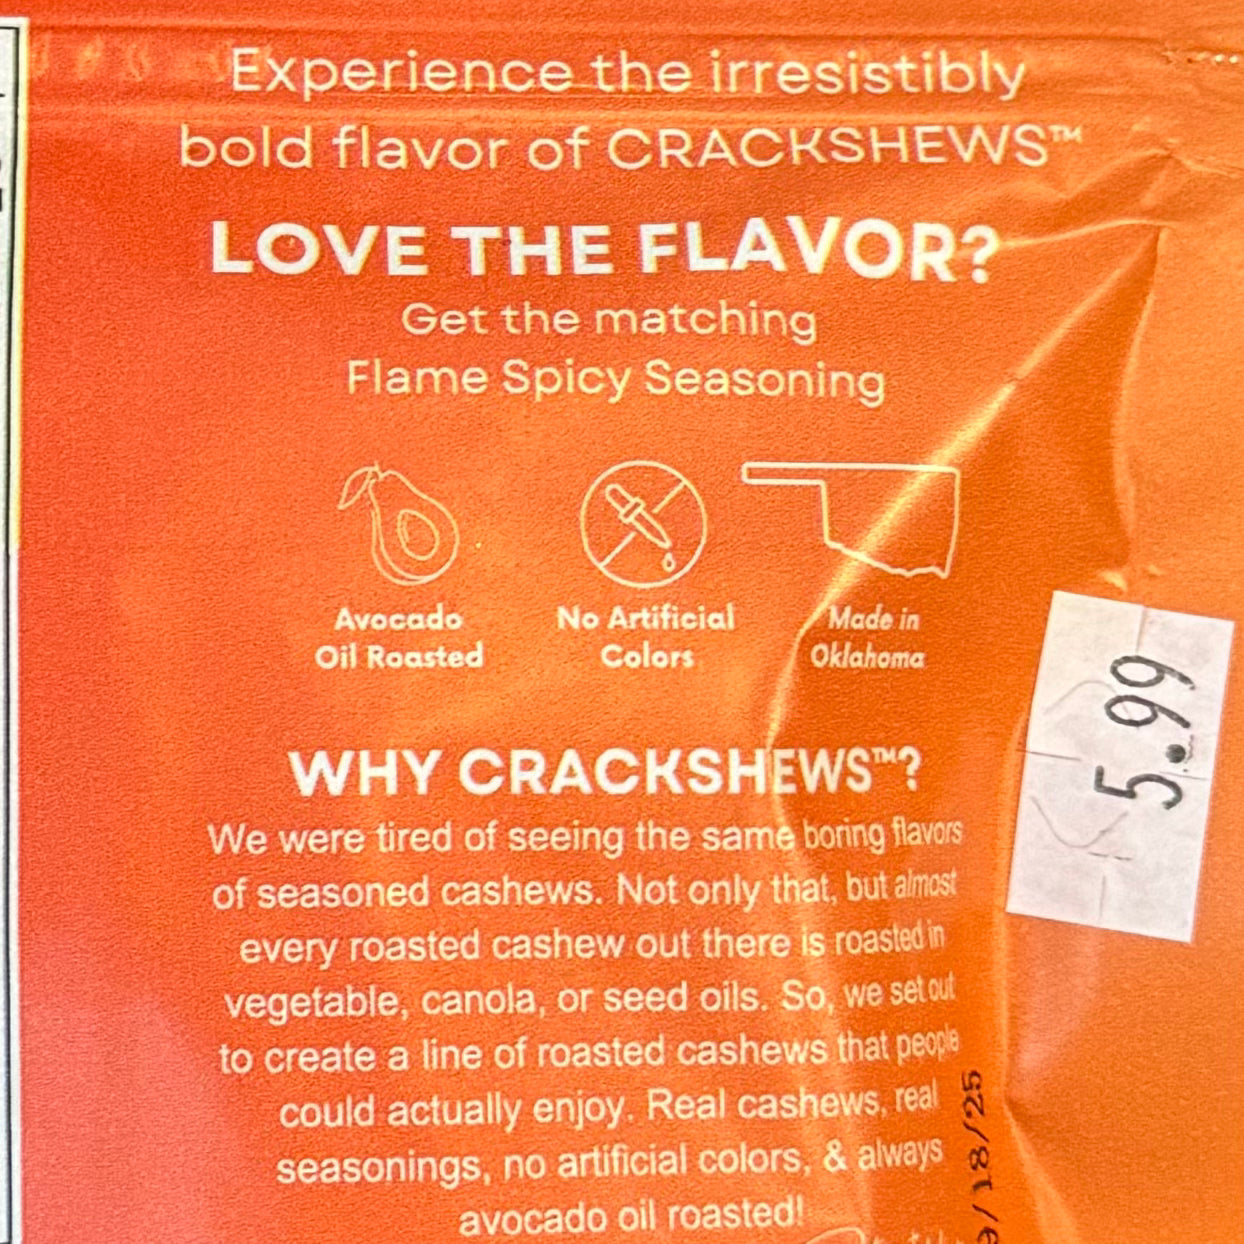 Experience the irresistibly
bold flavor of CRACKSHEWS™
LOVE THE FLAVOR?
Get the matching
Flame Spicy Seasoning
Avocado
Oil Roasted
No Artificial
Colors
Made in
Oklahoma
WHY CRACKSHEWS™?
We were tired of seeing the same boring flavors
of seasoned cashews. Not only that, but almost
every roasted cashew out there is roasted in
vegetable, canola, or seed oils. So, we set out
to create a line of roasted cashews that people
could actually enjoy. Real cashews, real
seasonings, no artificial colors, & always
avocado oil roasted!
5.99
9/18/25